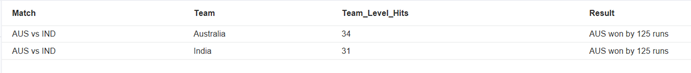 Match Team Team_Level_Hits Result
AUS vs IND Australia 34 AUS won by 125 runs
AUS vs IND India 31 AUS won by 125 runs